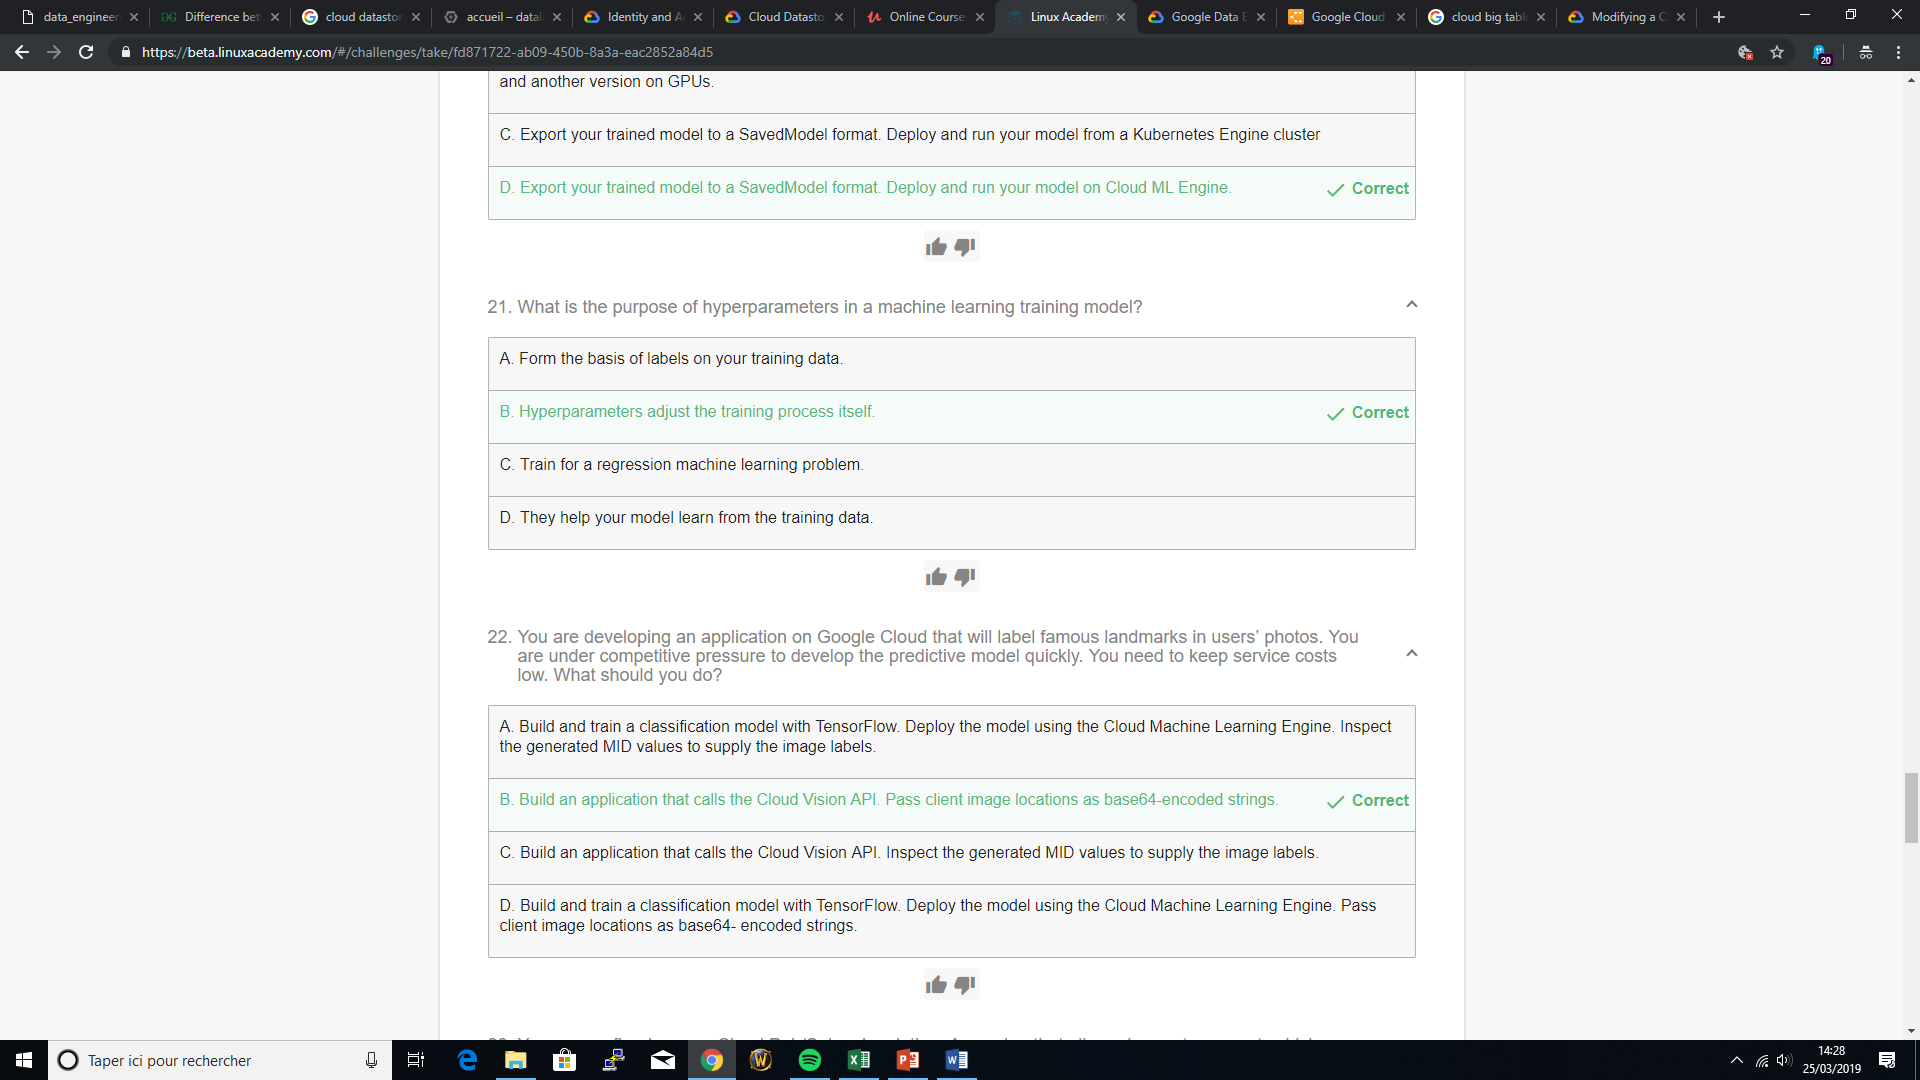 data_engineer
Difference bet
cloud datastor
accueil – datal
Identity and A
Cloud Datasto
Online Course
Linux Academy
Google Data E
Google Cloud
cloud big table
Modifying a C
https://beta.linuxacademy.com/#/challenges/take/fd871722-ab09-450b-8a3a-eac2852a84d5
20
and another version on GPUs.
C. Export your trained model to a SavedModel format. Deploy and run your model from a Kubernetes Engine cluster
D. Export your trained model to a SavedModel format. Deploy and run your model on Cloud ML Engine. Correct
21. What is the purpose of hyperparameters in a machine learning training model?
A. Form the basis of labels on your training data.
B. Hyperparameters adjust the training process itself. Correct
C. Train for a regression machine learning problem.
D. They help your model learn from the training data.
22. You are developing an application on Google Cloud that will label famous landmarks in users’ photos. You
are under competitive pressure to develop the predictive model quickly. You need to keep service costs
low. What should you do?
A. Build and train a classification model with TensorFlow. Deploy the model using the Cloud Machine Learning Engine. Inspect
the generated MID values to supply the image labels.
B. Build an application that calls the Cloud Vision API. Pass client image locations as base64-encoded strings. Correct
C. Build an application that calls the Cloud Vision API. Inspect the generated MID values to supply the image labels.
D. Build and train a classification model with TensorFlow. Deploy the model using the Cloud Machine Learning Engine. Pass
client image locations as base64- encoded strings.
Taper ici pour rechercher
14:28
25/03/2019